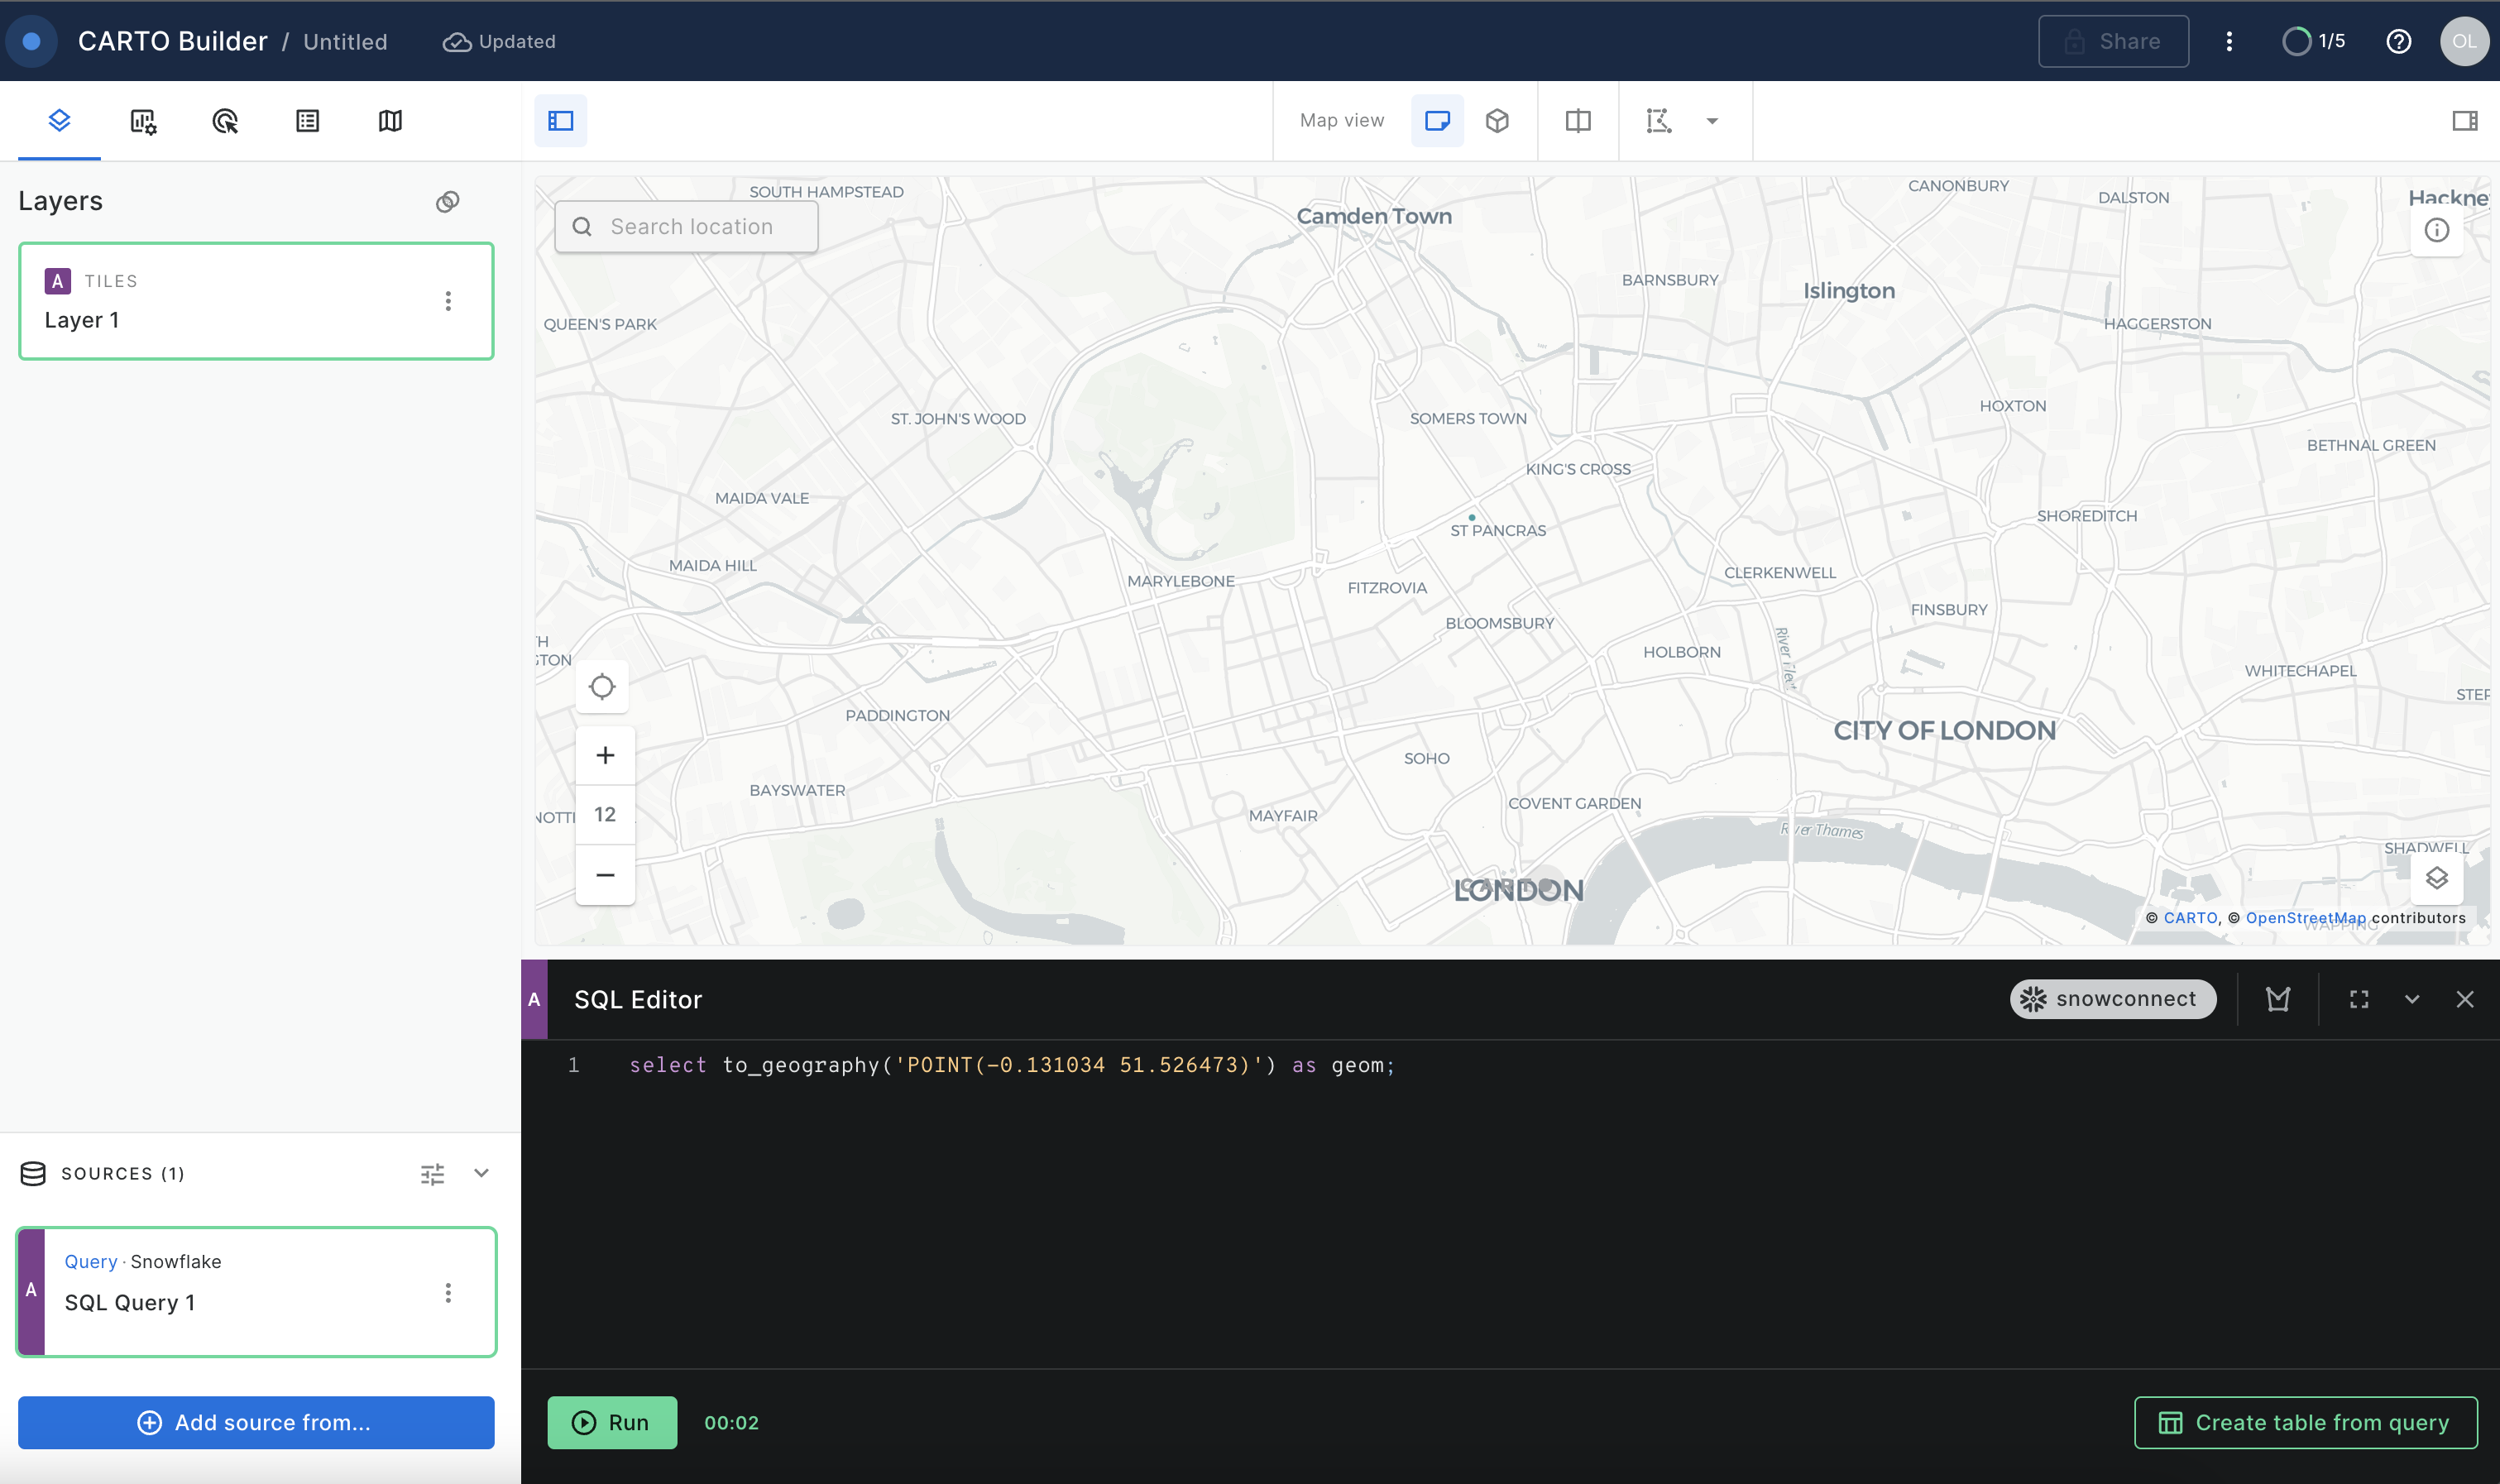 CARTO Builder / Untitled Updated Share 1/5 OL
Map view
Layers
A TILES
Layer 1
SOURCES (1)
A
Query · Snowflake
SQL Query 1
Add source from...
Search location
SOUTH HAMPSTEAD
Camden Town
CANONBURY
DALSTON
Hackne
BARNSBURY
Islington
QUEEN'S PARK
HAGGERSTON
ST. JOHN'S WOOD
SOMERS TOWN
HOXTON
BETHNAL GREEN
KING'S CROSS
MAIDA VALE
SHOREDITCH
ST PANCRAS
MAIDA HILL
MARYLEBONE
FITZROVIA
CLERKENWELL
FINSBURY
BLOOMSBURY
TH
GTON
HOLBORN
River Fleet
WHITECHAPEL
STEP
PADDINGTON
CITY OF LONDON
SOHO
BAYSWATER
COVENT GARDEN
NOTTI
12
MAYFAIR
River Thames
SHADWELL
LONDON
CARTO
© CARTO, © OpenStreetMap contributors
WAPPING
A SQL Editor snowconnect
1 select to_geography('POINT(-0.131034 51.526473)') as geom;
Run 00:02 Create table from query